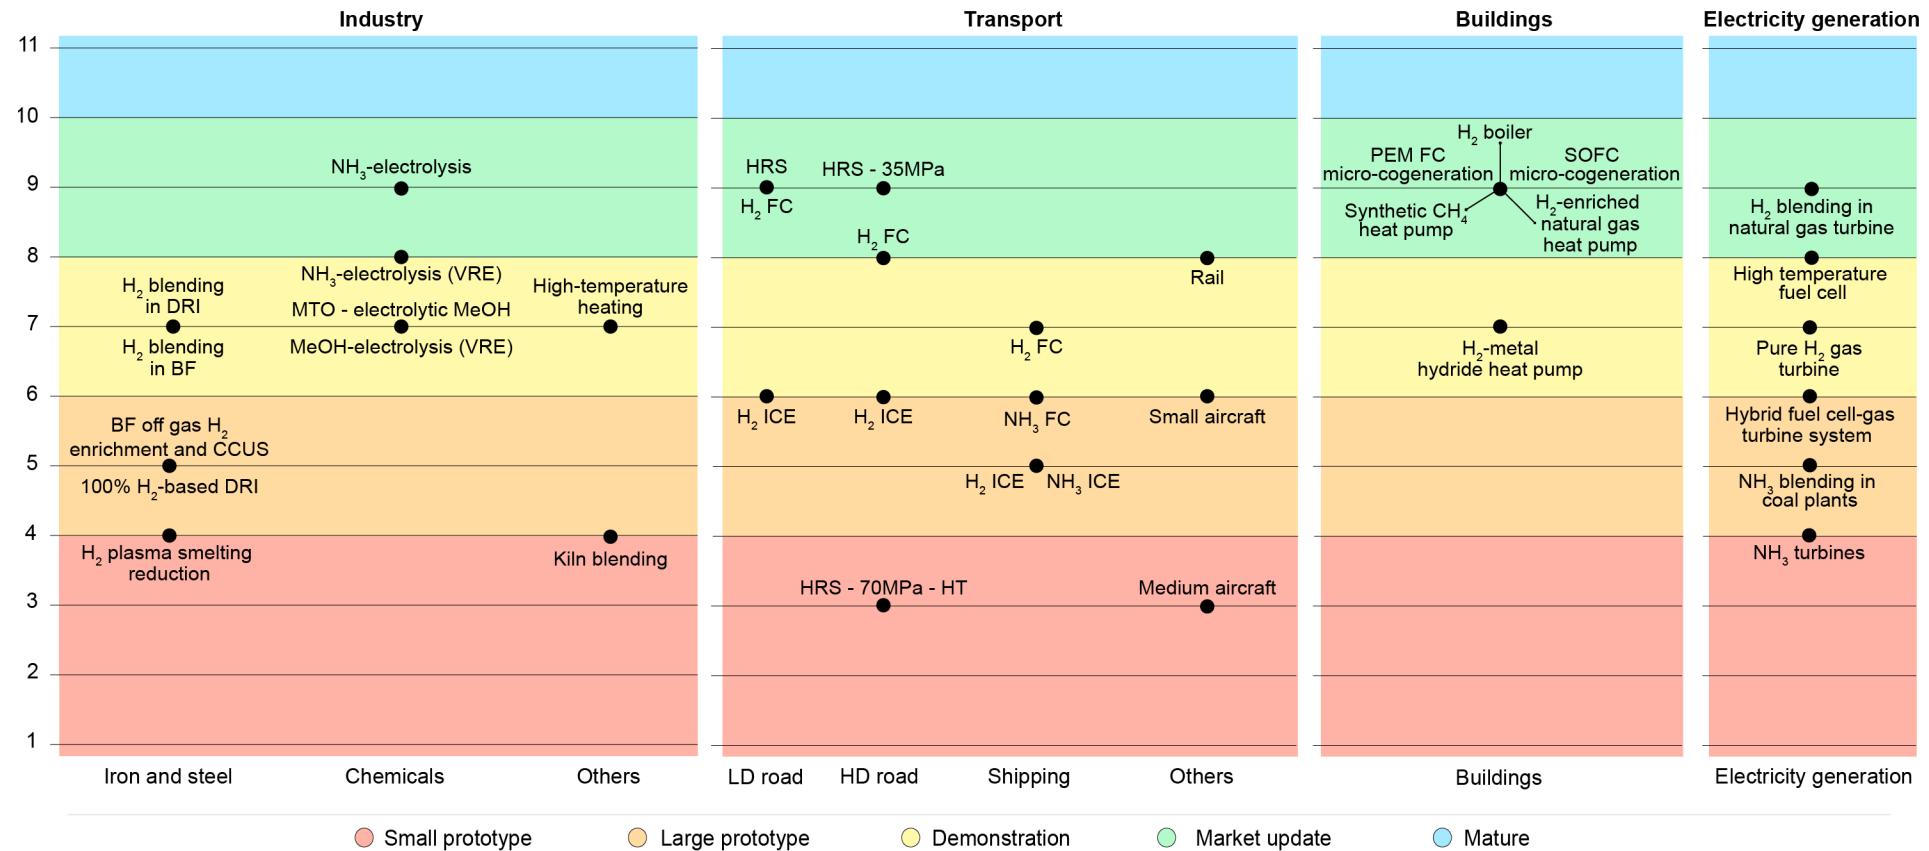 Industry
Transport
Buildings
Electricity generation
11
10
9
8
7
6
5
4
3
2
1
NH3-electrolysis
NH3-electrolysis (VRE)
H2 blending
in DRI
H2 blending
in BF
MTO - electrolytic MeOH
MeOH-electrolysis (VRE)
High-temperature
heating
BF off gas H2
enrichment and CCUS
100% H2-based DRI
H2 plasma smelting
reduction
Kiln blending
HRS
H2 FC
HRS - 35MPa
H2 FC
Rail
H2 FC
H2 ICE
H2 ICE
NH3 FC
Small aircraft
H2 ICE
NH3 ICE
HRS - 70MPa - HT
Medium aircraft
H2 boiler
PEM FC
micro-cogeneration
SOFC
micro-cogeneration
Synthetic CH4
heat pump
H2-enriched
natural gas
heat pump
H2-metal
hydride heat pump
H2 blending in
natural gas turbine
High temperature
fuel cell
Pure H2 gas
turbine
Hybrid fuel cell-gas
turbine system
NH3 blending in
coal plants
NH3 turbines
Iron and steel
Chemicals
Others
LD road
HD road
Shipping
Others
Buildings
Electricity generation
Small prototype
Large prototype
Demonstration
Market update
Mature